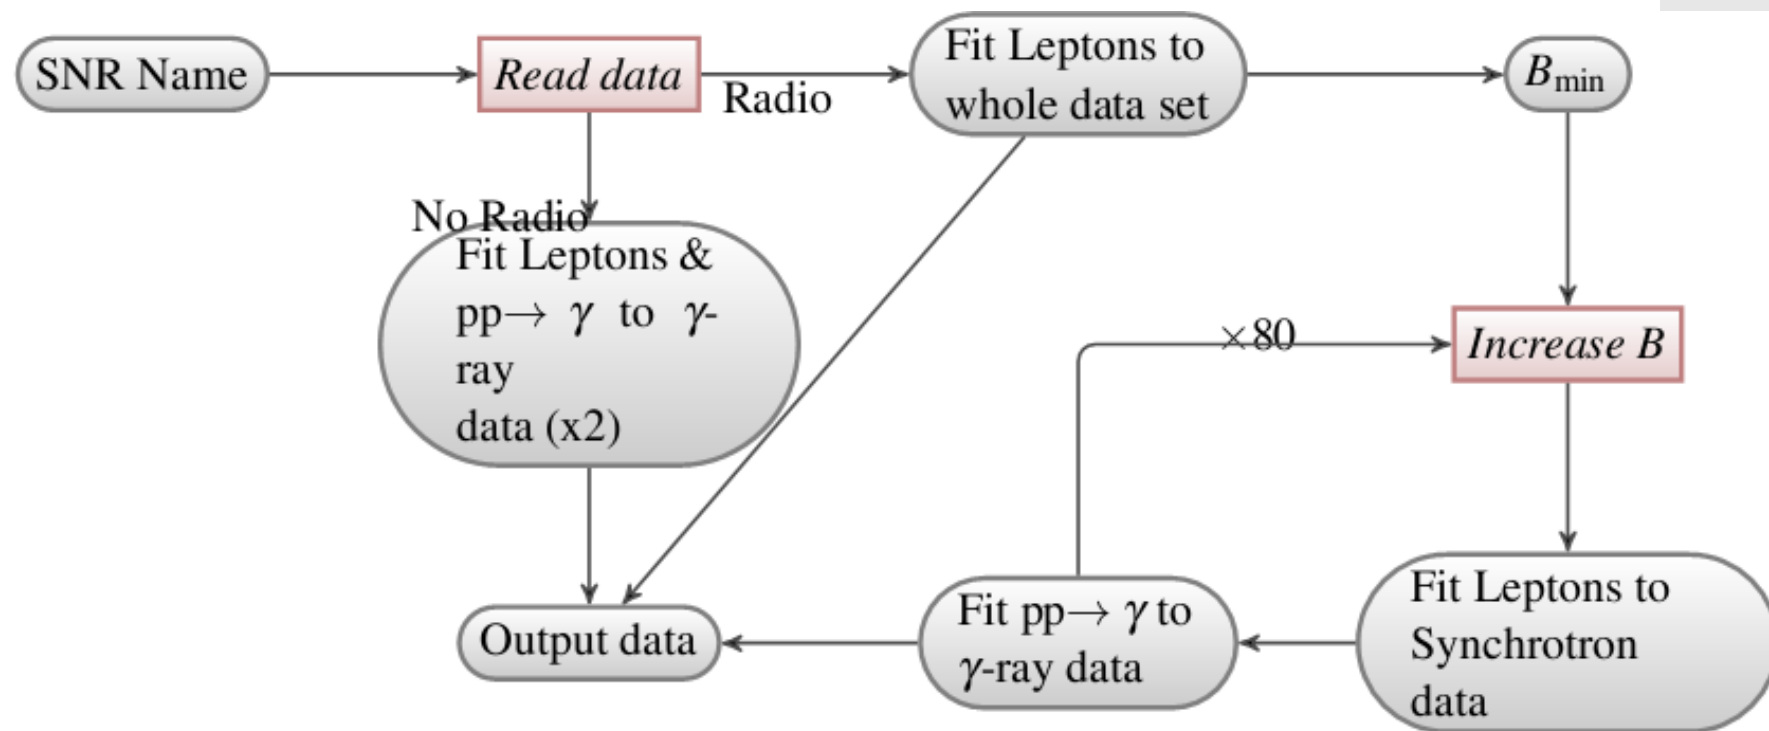 SNR Name
Read data
Radio
Fit Leptons to
whole data set
B_min
No Radio
Fit Leptons &
pp→ γ to γ-
ray
data (x2)
×80
Increase B
Output data
Fit pp→ γ to
γ-ray data
Fit Leptons to
Synchrotron
data